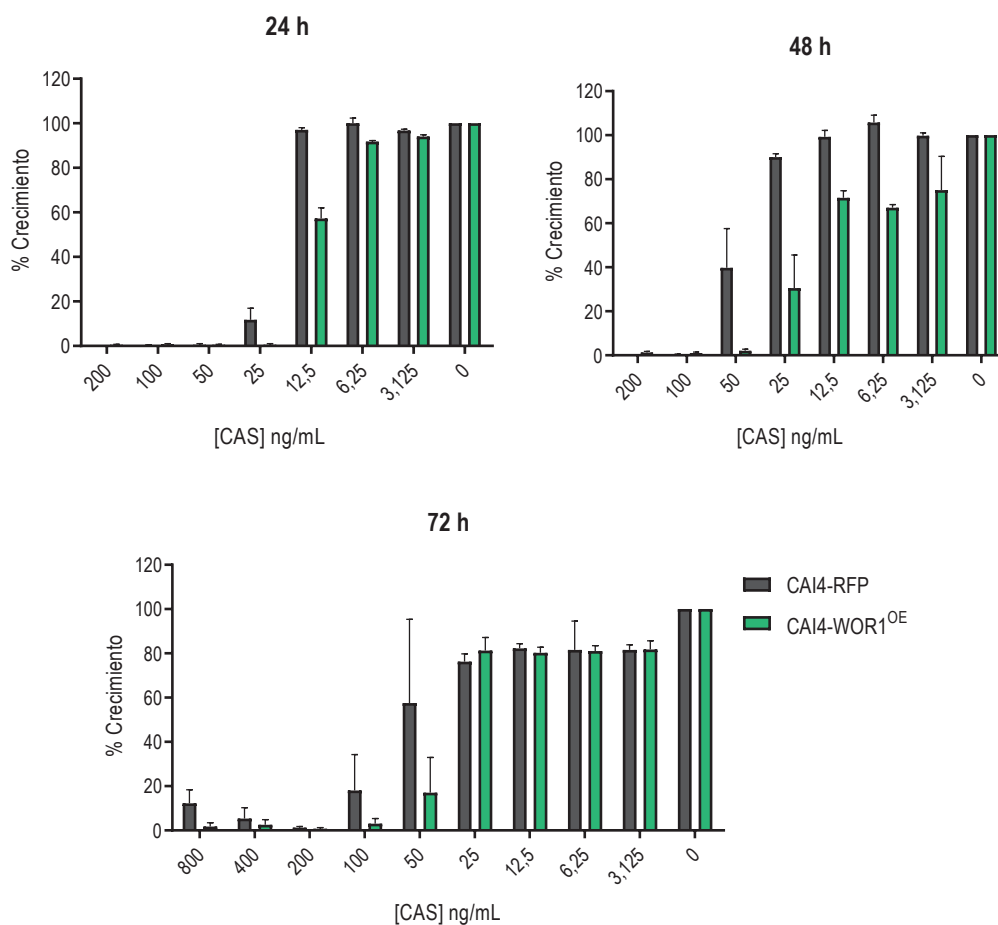 24 h
% Crecimiento
120
100
80
60
40
20
0
200 100 50 25 12,5 6,25 3,125 0
[CAS] ng/mL
48 h
% Crecimiento
120
100
80
60
40
20
0
200 100 50 25 12,5 6,25 3,125 0
[CAS] ng/mL
72 h
% Crecimiento
120
100
80
60
40
20
0
800 400 200 100 50 25 12,5 6,25 3,125 0
[CAS] ng/mL
CAI4-RFP
CAI4-WOR1OE